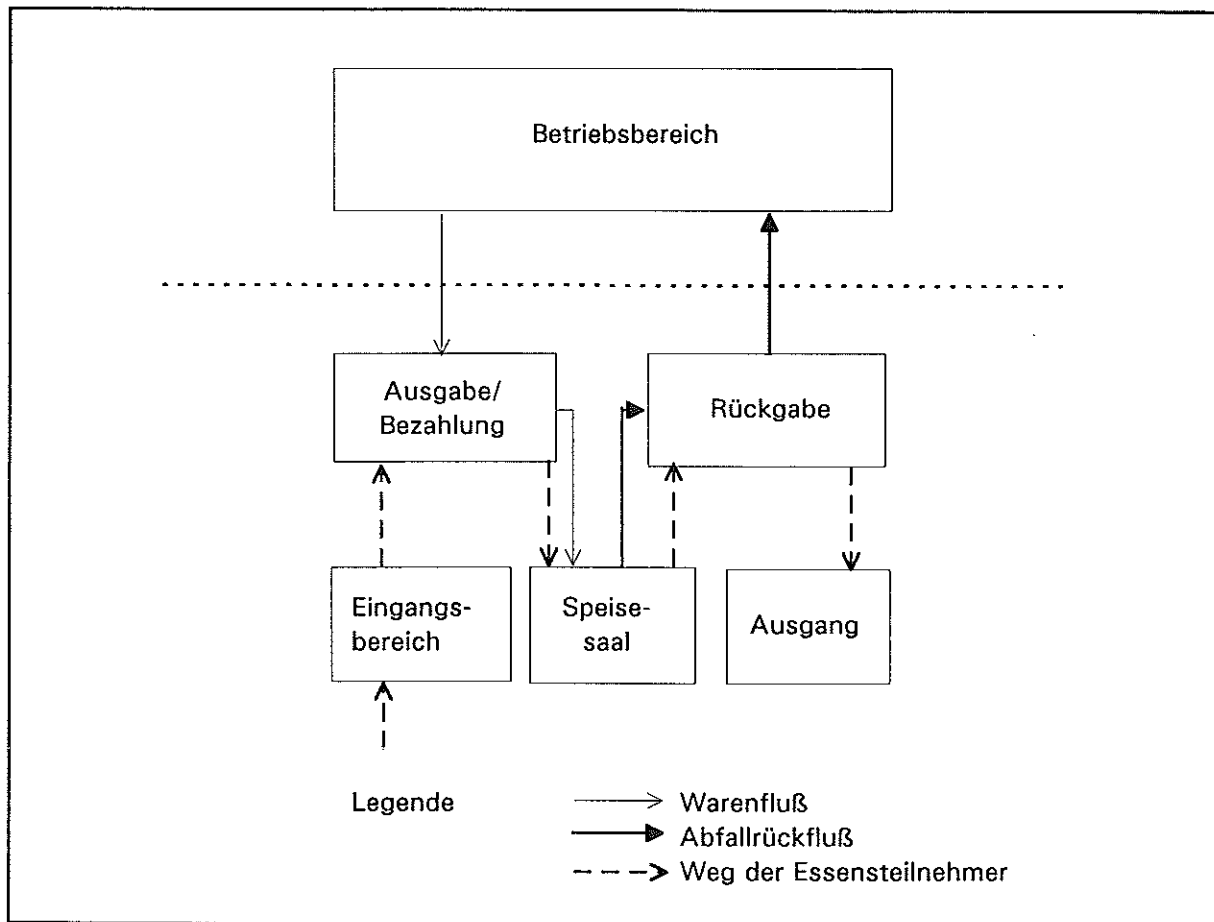 Betriebsbereich
Ausgabe/
Bezahlung
Rückgabe
Eingangs-
bereich
Speise-
saal
Ausgang
Legende
Warenfluß
Abfallrückfluß
Weg der Essensteilnehmer